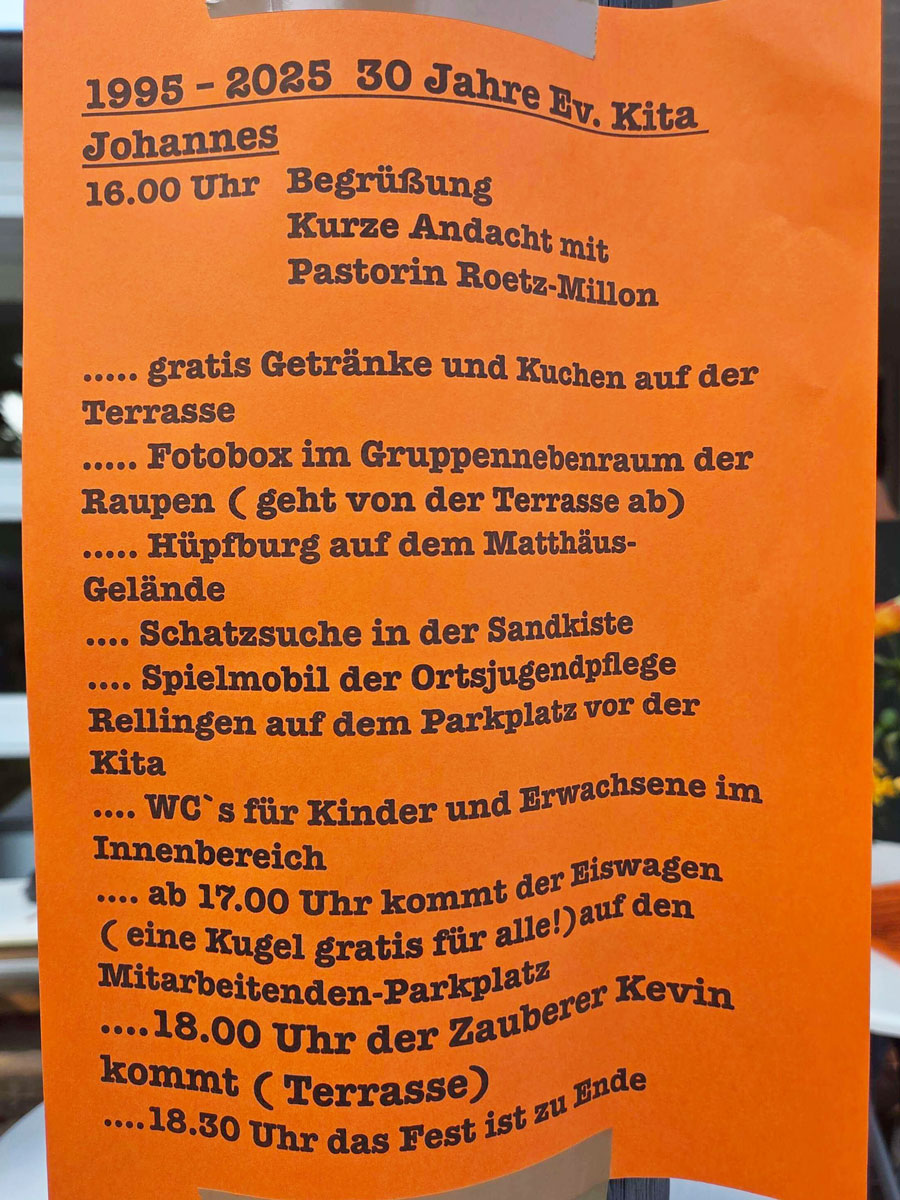 1995 - 2025 30 Jahre Ev. Kita
Johannes
16.00 Uhr Begrüßung
Kurze Andacht mit
Pastorin Roetz-Millon
..... gratis Getränke und Kuchen auf der
Terrasse
..... Fotobox im Gruppennebenraum der
Raupen ( geht von der Terrasse ab)
..... Hüpfburg auf dem Matthäus-
Gelände
.... Schatzsuche in der Sandkiste
.... Spielmobil der Ortsjugendpflege
Rellingen auf dem Parkplatz vor der
Kita
.... WC`s für Kinder und Erwachsene im
Innenbereich
.... ab 17.00 Uhr kommt der Eiswagen
( eine Kugel gratis für alle!)auf den
Mitarbeitenden-Parkplatz
....18.00 Uhr der Zauberer Kevin
kommt ( Terrasse)
....18.30 Uhr das Fest ist zu Ende